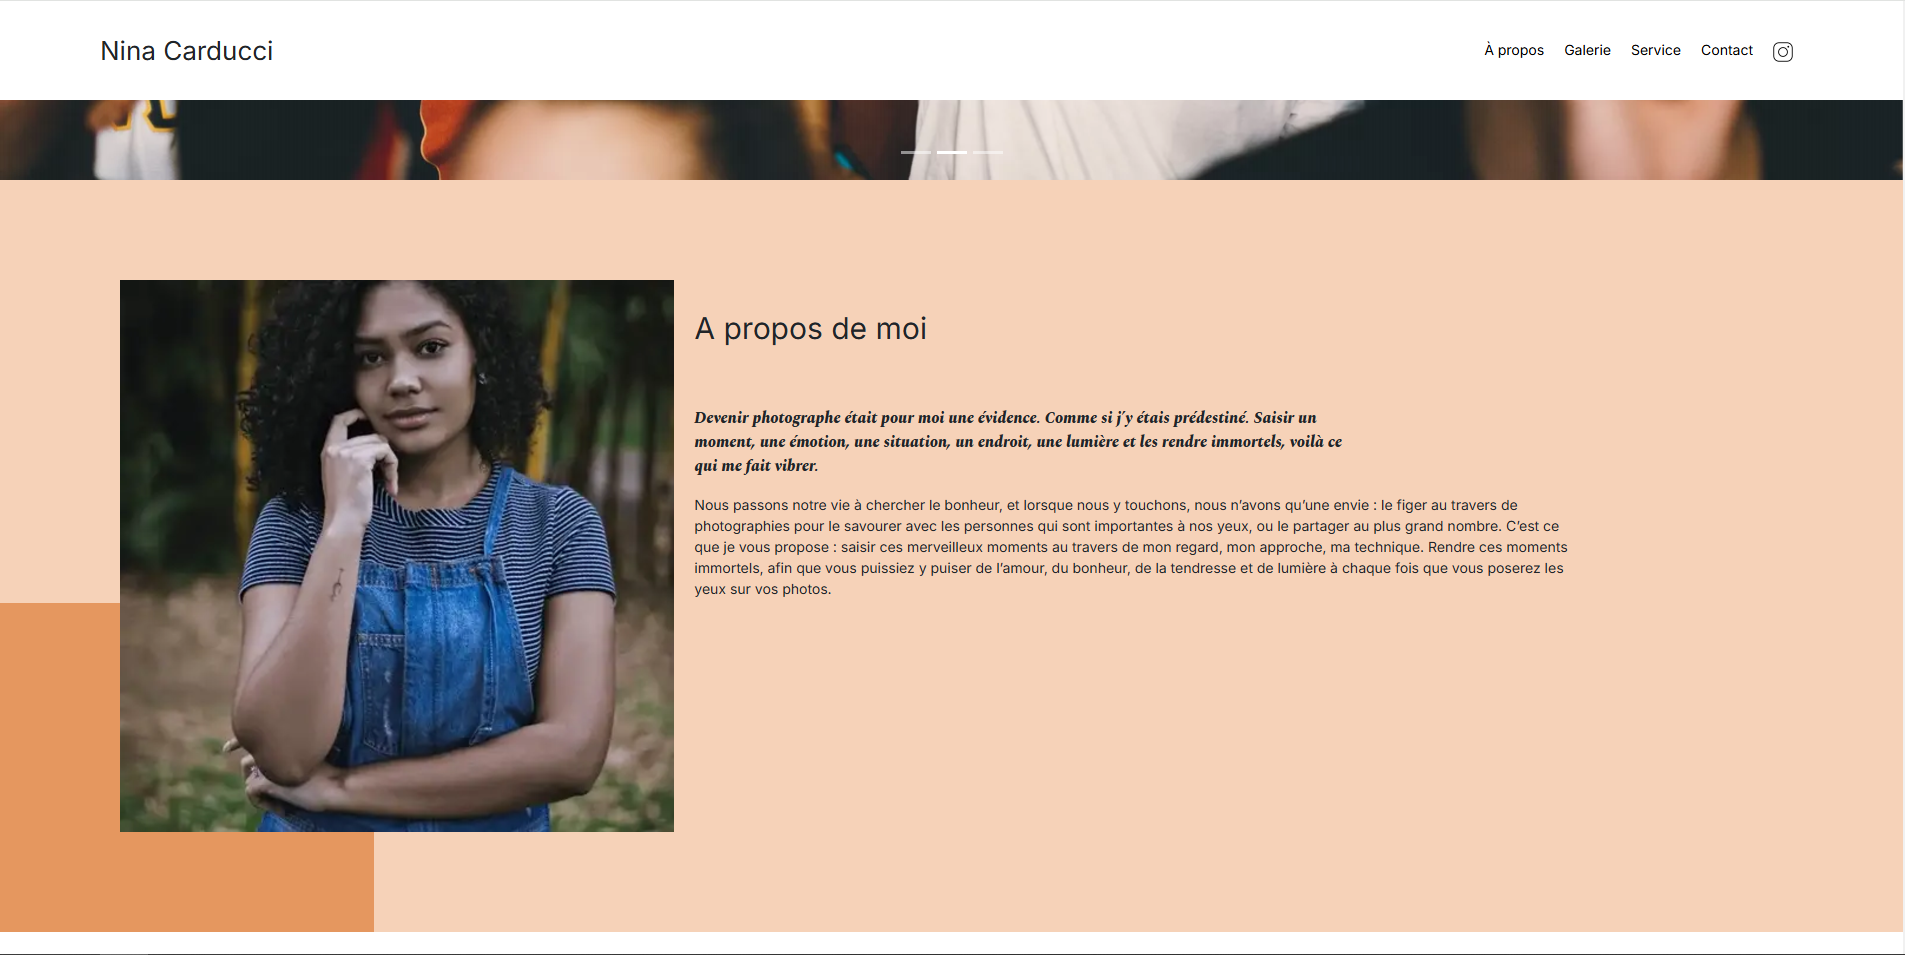 Nina Carducci
À propos Galerie Service Contact
A propos de moi
Devenir photographe était pour moi une évidence. Comme si j’y étais prédestiné. Saisir un
moment, une émotion, une situation, un endroit, une lumière et les rendre immortels, voilà ce
qui me fait vibrer.
Nous passons notre vie à chercher le bonheur, et lorsque nous y touchons, nous n’avons qu’une envie : le figer au travers de
photographies pour le savourer avec les personnes qui sont importantes à nos yeux, ou le partager au plus grand nombre. C’est ce
que je vous propose : saisir ces merveilleux moments au travers de mon regard, mon approche, ma technique. Rendre ces moments
immortels, afin que vous puissiez y puiser de l’amour, du bonheur, de la tendresse et de lumière à chaque fois que vous poserez les
yeux sur vos photos.